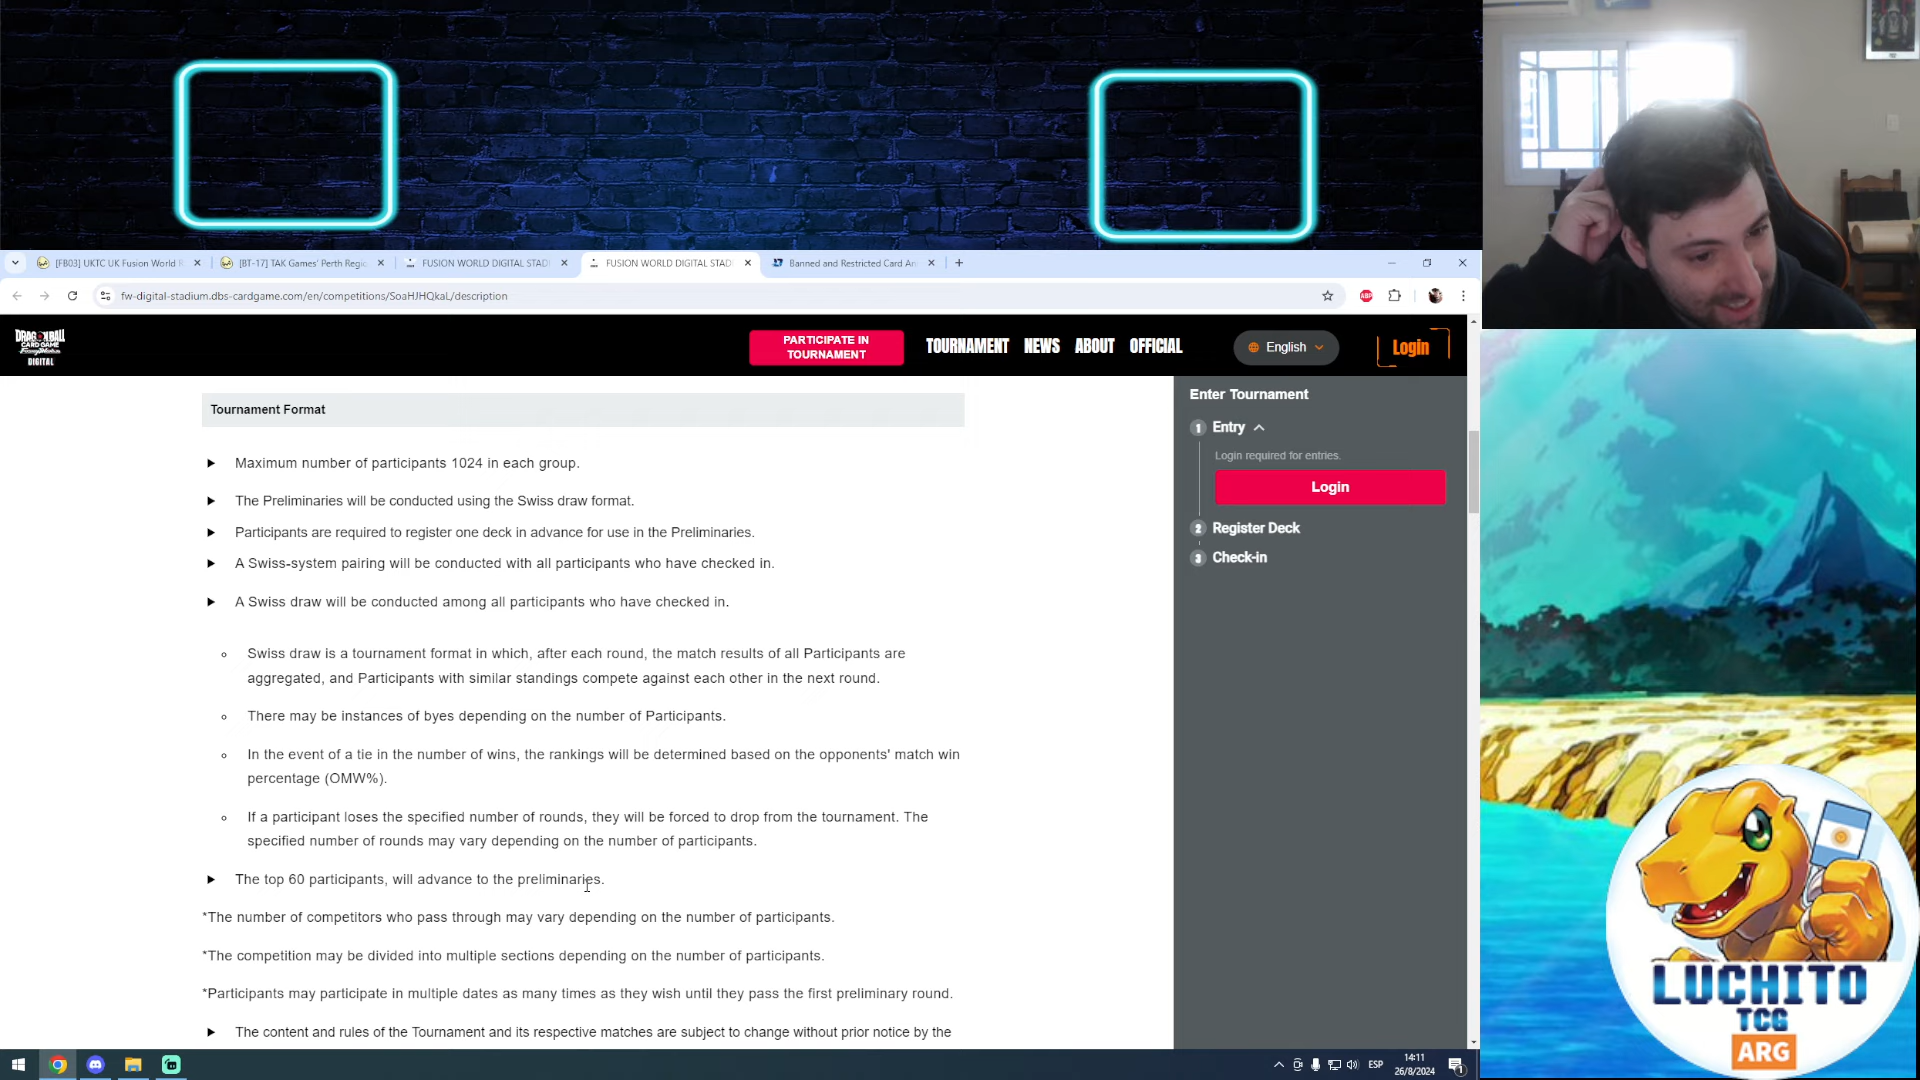 [FB03] UKTC UK Fusion World
[BT-17] TAK Games' Perth Regi
FUSION WORLD DIGITAL STADI
FUSION WORLD DIGITAL STADI
Banned and Restricted Card An
fw-digital-stadium.dbs-cardgame.com/en/competitions/SoaHJHQkaL/description
ABP
DRAGON BALL
CARD GAME
DIGITAL
PARTICIPATE IN
TOURNAMENT
TOURNAMENT
NEWS
ABOUT
OFFICIAL
English
Login
Tournament Format
Maximum number of participants 1024 in each group.
The Preliminaries will be conducted using the Swiss draw format.
Participants are required to register one deck in advance for use in the Preliminaries.
A Swiss-system pairing will be conducted with all participants who have checked in.
A Swiss draw will be conducted among all participants who have checked in.
Swiss draw is a tournament format in which, after each round, the match results of all Participants are
aggregated, and Participants with similar standings compete against each other in the next round.
There may be instances of byes depending on the number of Participants.
In the event of a tie in the number of wins, the rankings will be determined based on the opponents' match win
percentage (OMW%).
If a participant loses the specified number of rounds, they will be forced to drop from the tournament. The
specified number of rounds may vary depending on the number of participants.
The top 60 participants, will advance to the preliminaries.
*The number of competitors who pass through may vary depending on the number of participants.
*The competition may be divided into multiple sections depending on the number of participants.
*Participants may participate in multiple dates as many times as they wish until they pass the first preliminary round.
The content and rules of the Tournament and its respective matches are subject to change without prior notice by the
Enter Tournament
1 Entry
Login required for entries.
Login
2 Register Deck
3 Check-in
LUCHITO
TCG
ARG
ESP
14:11
26/8/2024
1